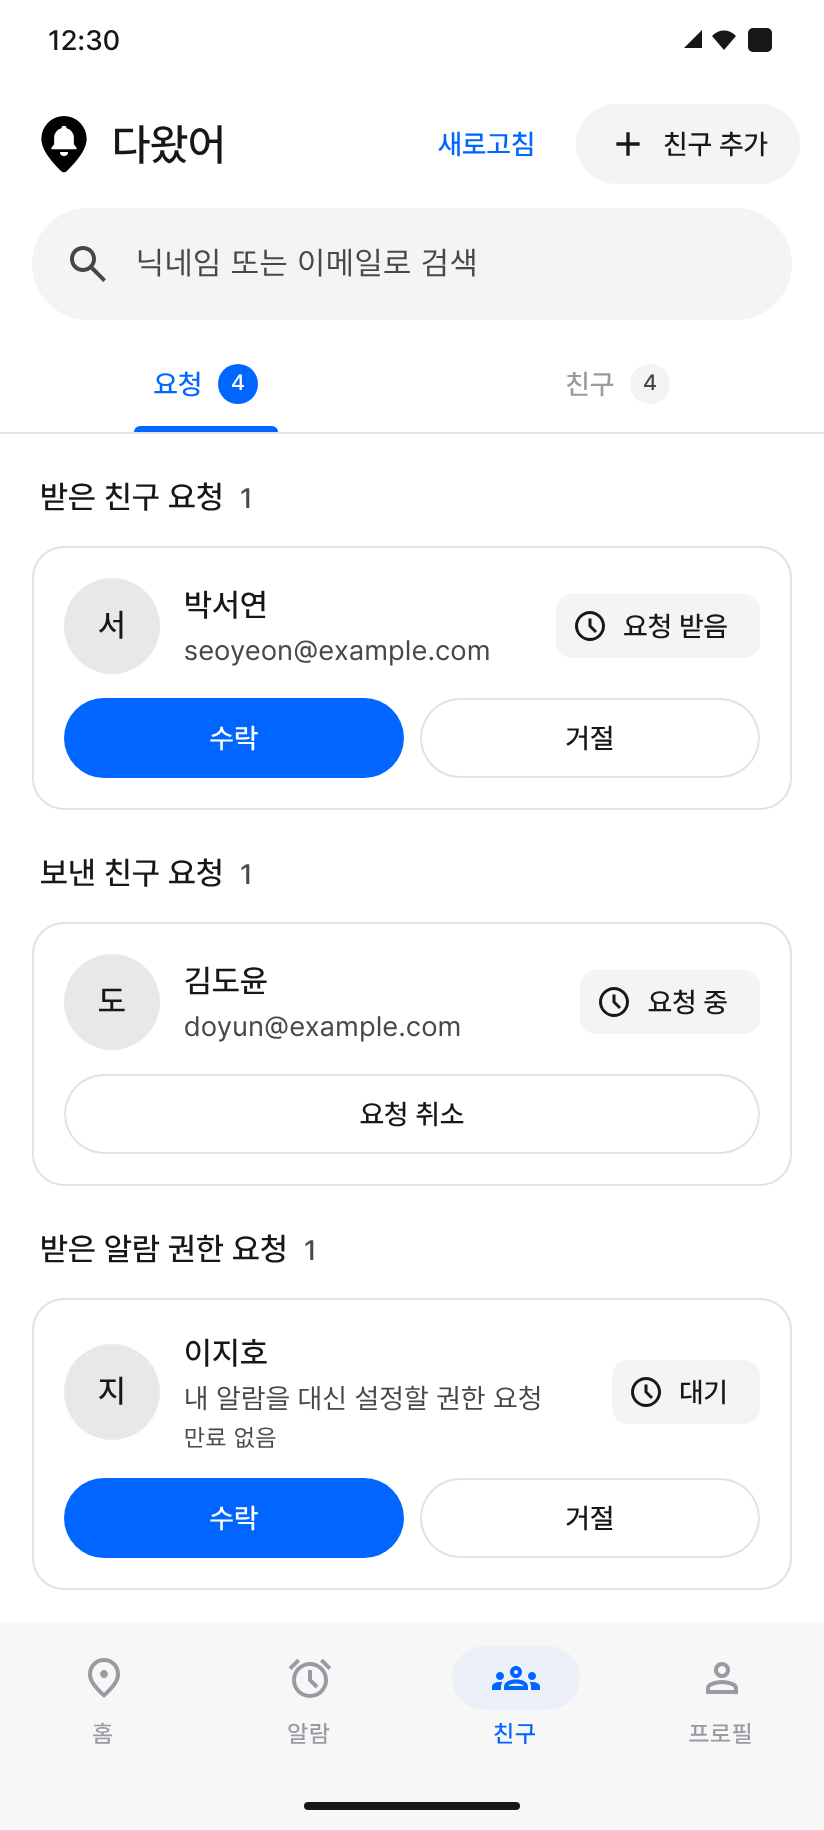 12:30
다왔어
새로고침
친구 추가
닉네임 또는 이메일로 검색
요청 4
친구 4
받은 친구 요청 1
서
박서연
seoyeon@example.com
요청 받음
수락
거절
보낸 친구 요청 1
도
김도윤
doyun@example.com
요청 중
요청 취소
받은 알람 권한 요청 1
지
이지호
내 알람을 대신 설정할 권한 요청
만료 없음
대기
수락
거절
홈
알람
친구
프로필